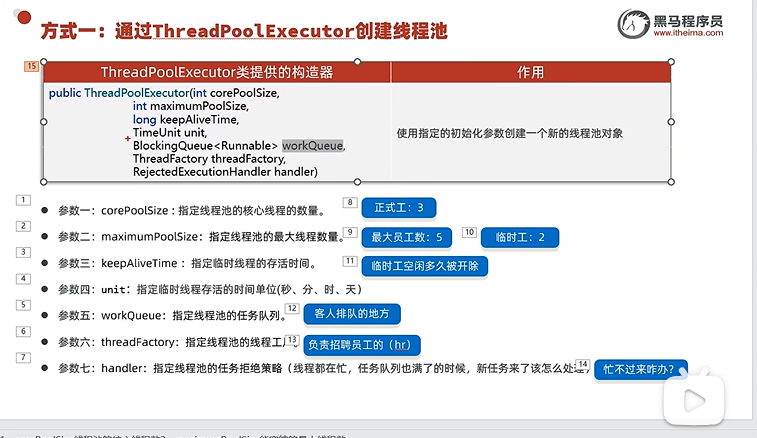 方式一：通过ThreadPoolExecutor创建线程池
黑马程序员
www.itheima.com
15
ThreadPoolExecutor类提供的构造器 作用
public ThreadPoolExecutor(int corePoolSize,
int maximumPoolSize,
long keepAliveTime,
TimeUnit unit,
BlockingQueue<Runnable> workQueue,
ThreadFactory threadFactory,
RejectedExecutionHandler handler)
使用指定的初始化参数创建一个新的线程池对象
1 参数一：corePoolSize : 指定线程池的核心线程的数量。 8 正式工：3
2 参数二：maximumPoolSize：指定线程池的最大线程数量。 9 最大员工数：5 10 临时工：2
3 参数三：keepAliveTime ：指定临时线程的存活时间。 11 临时工空闲多久被开除
4 参数四：unit：指定临时线程存活的时间单位(秒、分、时、天）
5 参数五：workQueue：指定线程池的任务队列。 12 客人排队的地方
6 参数六：threadFactory：指定线程池的线程工 13 负责招聘员工的（hr）
7 参数七：handler：指定线程池的任务拒绝策略（线程都在忙，任务队列也满了的时候，新任务来了该怎么处理） 14 忙不过来咋办？